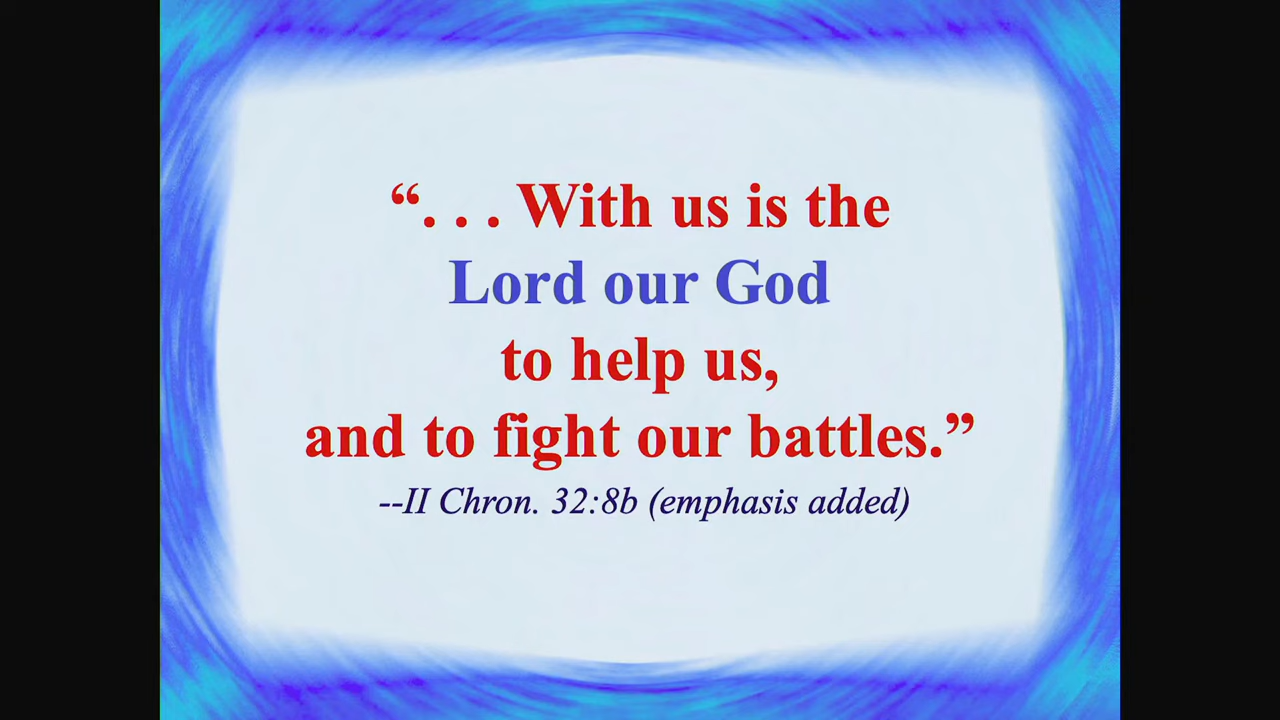 “. . . With us is the
Lord our God
to help us,
and to fight our battles.”
--II Chron. 32:8b (emphasis added)